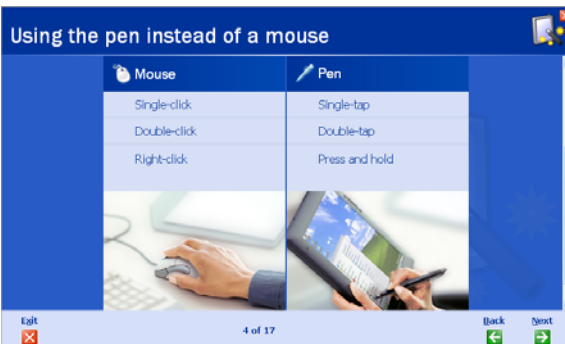 Using the pen instead of a mouse
Mouse Pen
Single-click Single-tap
Double-click Double-tap
Right-click Press and hold
Exit 4 of 17 Back Next